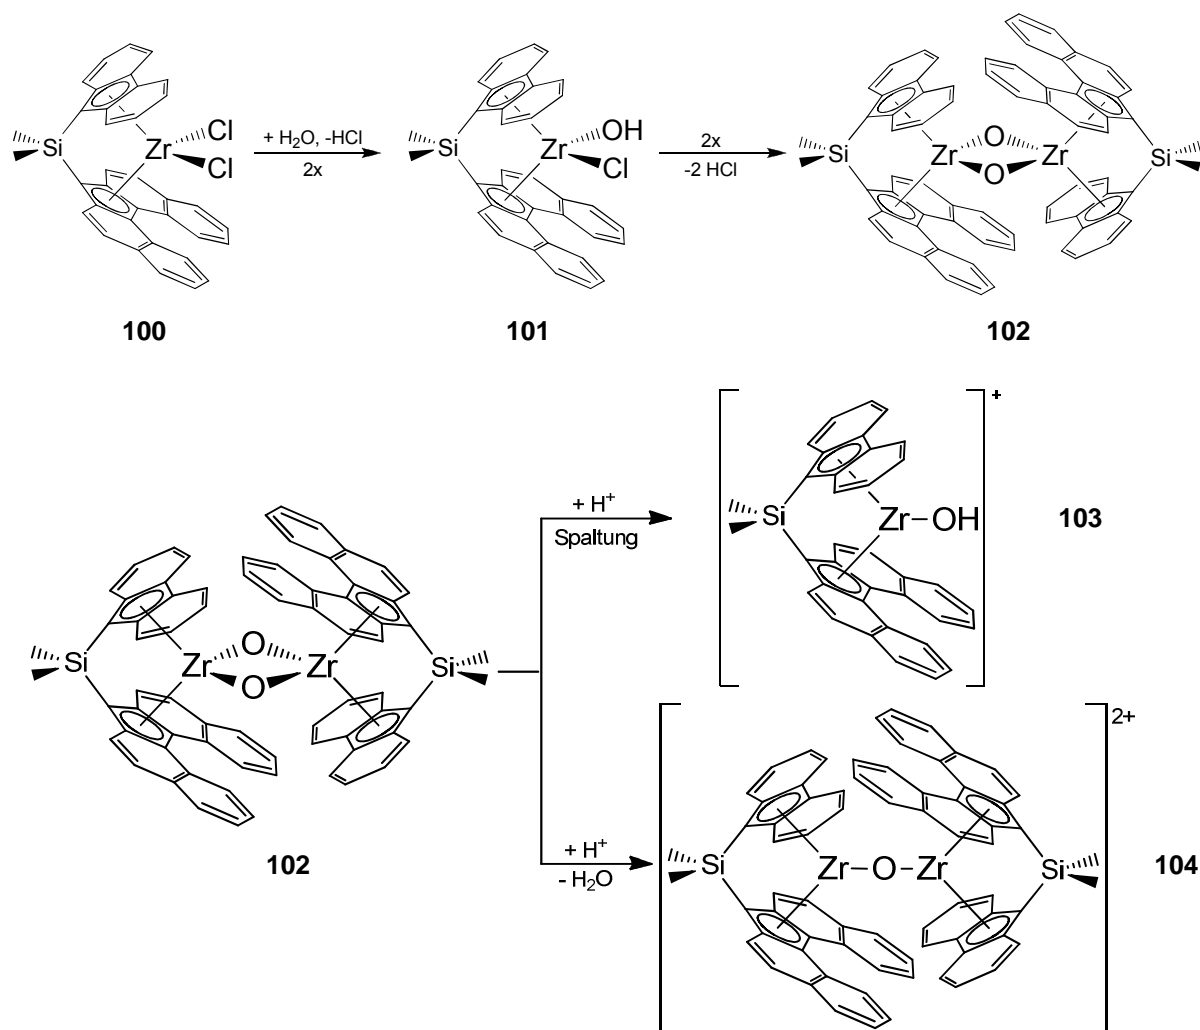 Si
Zr
Cl
Cl
100
+ H₂O, -HCl
2x
Si
Zr
OH
Cl
101
2x
-2 HCl
Si
Zr
O
O
Zr
Si
102
Si
Zr
O
O
Zr
Si
102
+ H⁺
Spaltung
Si
Zr-OH
+
103
+ H⁺
- H₂O
Si
Zr-O-Zr
Si
2+
104